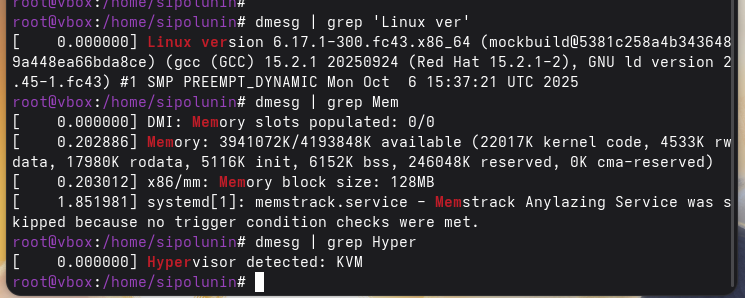 root@vbox:/home/sipolunin#
root@vbox:/home/sipolunin# dmesg | grep 'Linux ver'
[    0.000000] Linux version 6.17.1-300.fc43.x86_64 (mockbuild@5381c258a4b343648
9a448ea66bda8ce) (gcc (GCC) 15.2.1 20250924 (Red Hat 15.2.1-2), GNU ld version 2
.45-1.fc43) #1 SMP PREEMPT_DYNAMIC Mon Oct  6 15:37:21 UTC 2025
root@vbox:/home/sipolunin# dmesg | grep Mem
[    0.000000] DMI: Memory slots populated: 0/0
[    0.202886] Memory: 3941072K/4193848K available (22017K kernel code, 4533K rw
data, 17980K rodata, 5116K init, 6152K bss, 246048K reserved, 0K cma-reserved)
[    0.203012] x86/mm: Memory block size: 128MB
[    1.851981] systemd[1]: memstrack.service - Memstrack Anylazing Service was s
kipped because no trigger condition checks were met.
root@vbox:/home/sipolunin# dmesg | grep Hyper
[    0.000000] Hypervisor detected: KVM
root@vbox:/home/sipolunin#